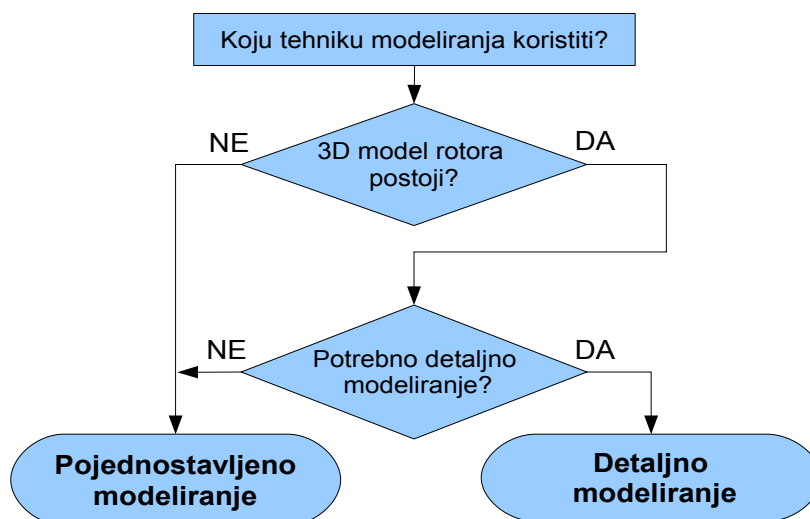 Koju tehniku modeliranja koristiti?
NE
DA
3D model rotora
postoji?
NE
DA
Potrebno detaljno
modeliranje?
Pojednostavljeno
modeliranje
Detaljno
modeliranje